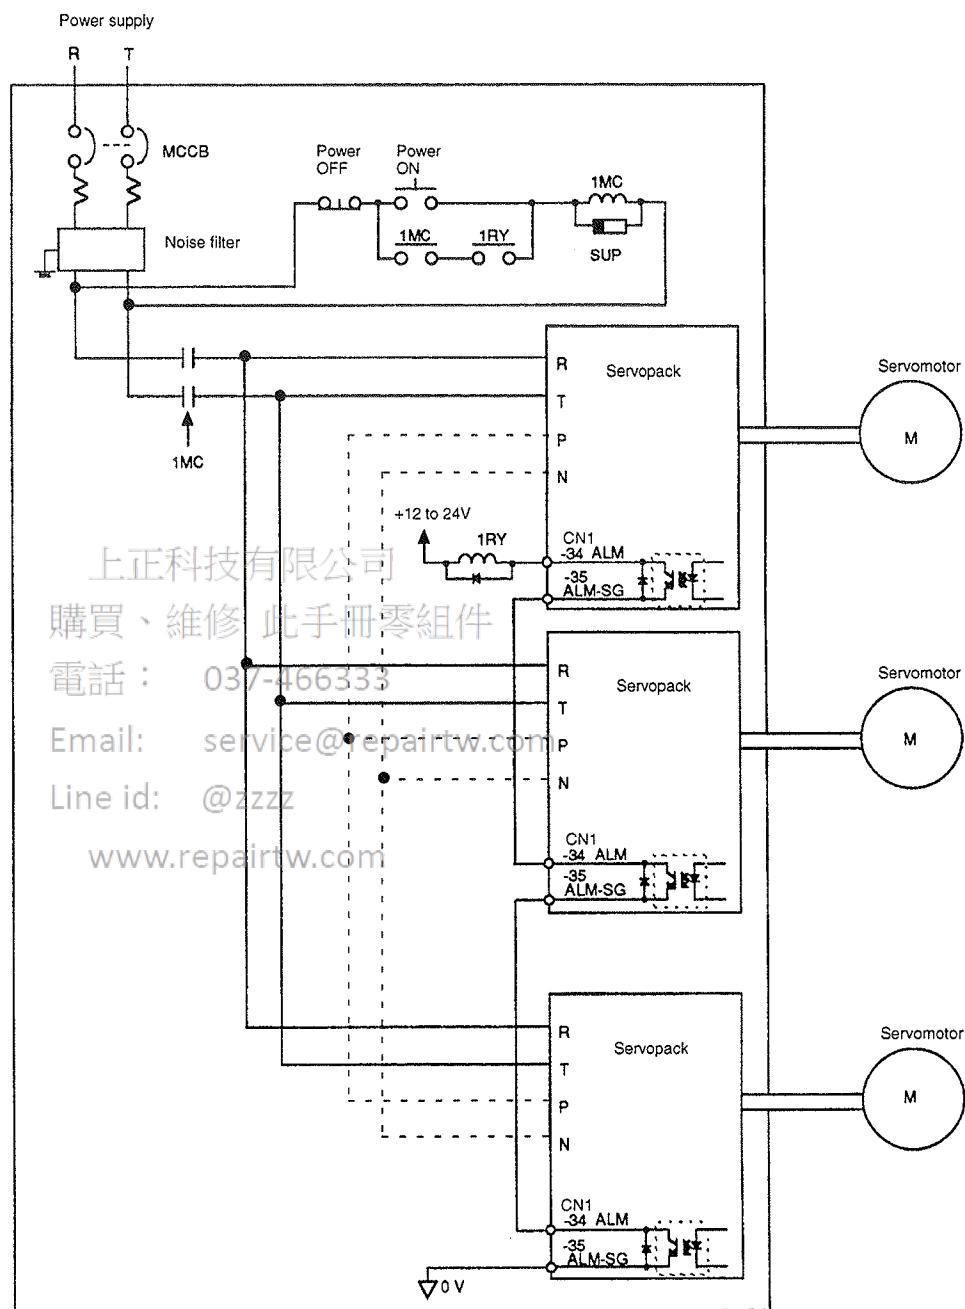 Power supply
R T
MCCB
Power
OFF
Power
ON
1MC
1MC 1RY
SUP
Noise filter
R
T
P
N
Servopack
Servomotor
M
1MC
+12 to 24V
1RY
CN1
-34 ALM
-35
ALM-SG
上正科技有限公司
購買、維修 此手冊零組件
電話： 037-466333
Email: service@repairtw.com
Line id: @zzzz
www.repairtw.com
R
T
P
N
Servopack
Servomotor
M
CN1
-34 ALM
-35
ALM-SG
R
T
P
N
Servopack
Servomotor
M
CN1
-34 ALM
-35
ALM-SG
0 V